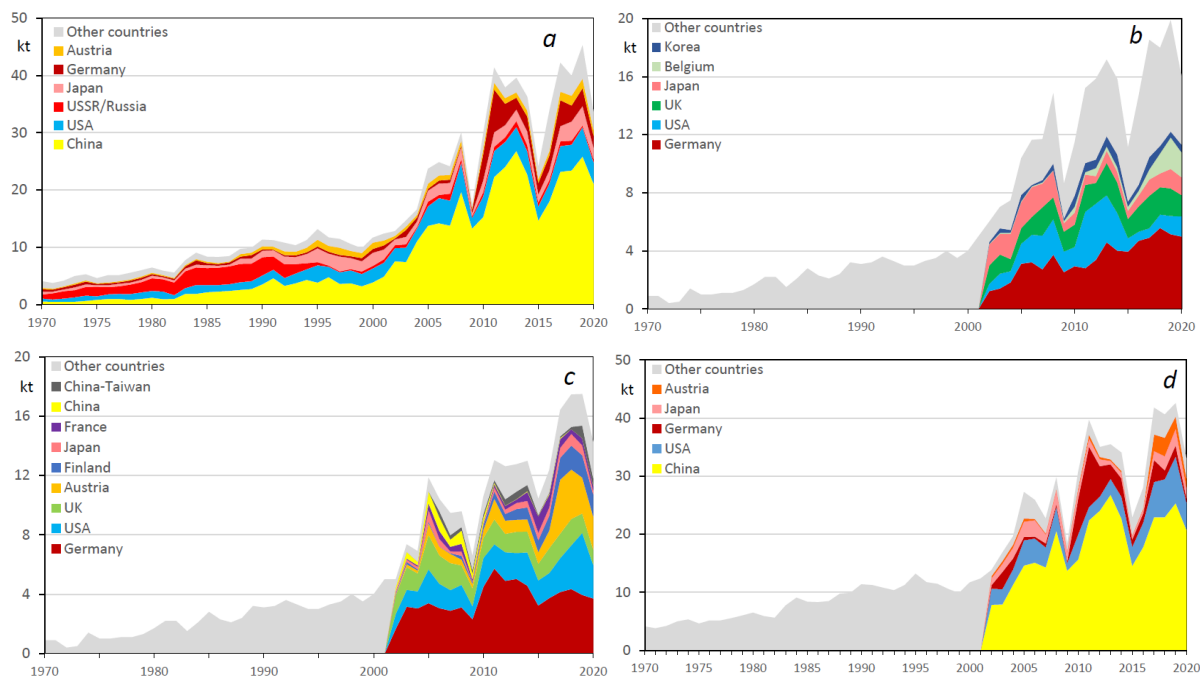 50
kt
40
30
20
10
0
Other countries
Austria
Germany
Japan
USSR/Russia
USA
China
a
1970 1975 1980 1985 1990 1995 2000 2005 2010 2015 2020
20
kt
16
12
8
4
0
Other countries
Korea
Belgium
Japan
UK
USA
Germany
b
1970 1980 1990 2000 2010 2020
20
kt
16
12
8
4
0
Other countries
China-Taiwan
China
France
Japan
Finland
Austria
UK
USA
Germany
c
1970 1980 1990 2000 2010 2020
50
kt
40
30
20
10
0
Other countries
Austria
Japan
Germany
USA
China
d
1970 1975 1980 1985 1990 1995 2000 2005 2010 2015 2020